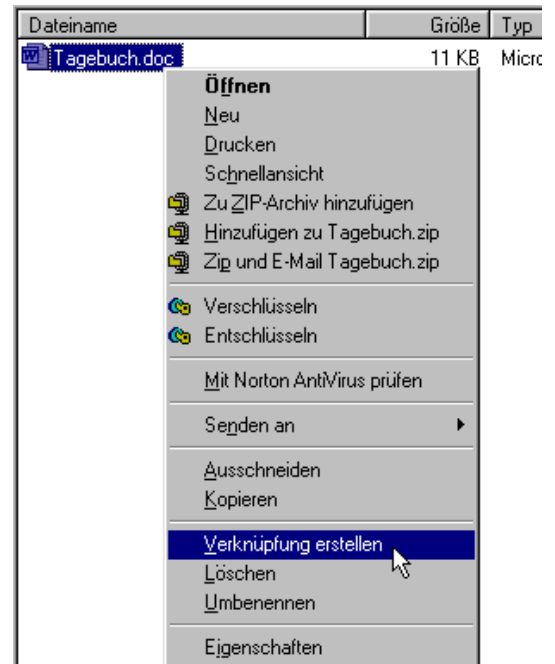 Dateiname Größe Typ
Tagebuch.doc 11 KB Micro
Öffnen
Neu
Drucken
Schnellansicht
Zu ZIP-Archiv hinzufügen
Hinzufügen zu Tagebuch.zip
Zip und E-Mail Tagebuch.zip
Verschlüsseln
Entschlüsseln
Mit Norton AntiVirus prüfen
Senden an
Ausschneiden
Kopieren
Verknüpfung erstellen
Löschen
Umbenennen
Eigenschaften